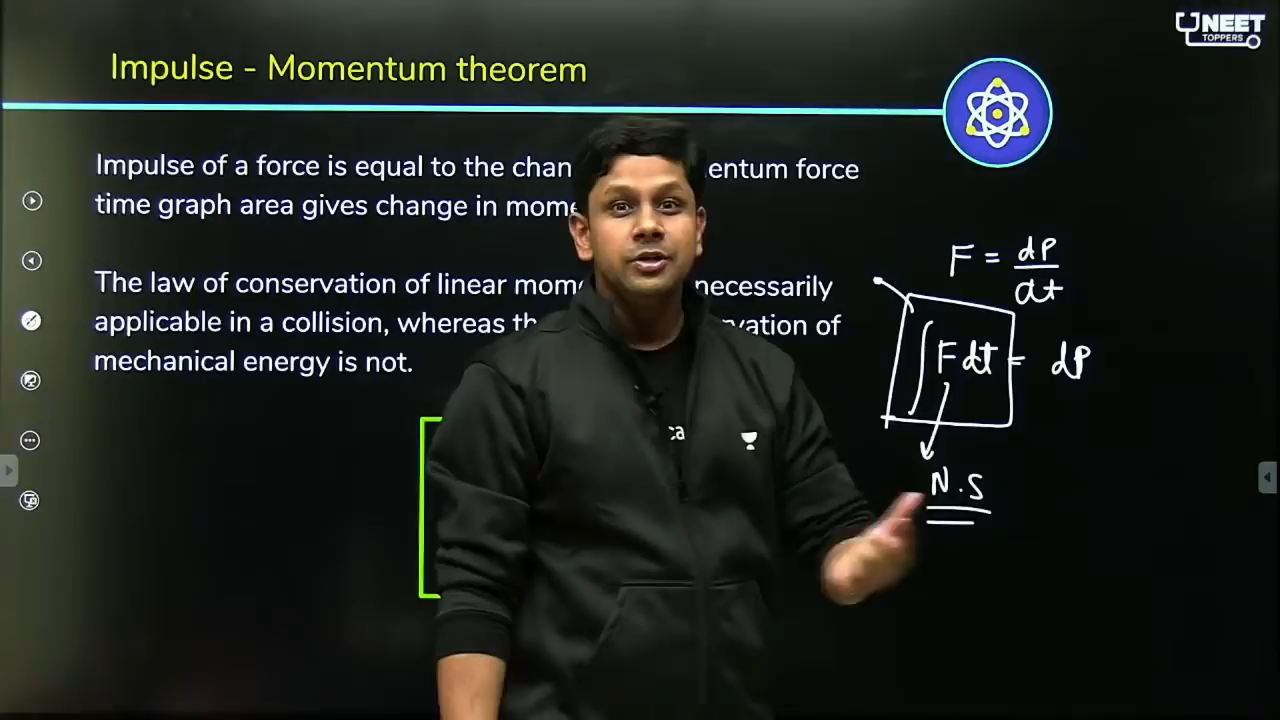 NEET
TOPPERS
Impulse - Momentum theorem
Impulse of a force is equal to the chan entum force
time graph area gives change in mome
The law of conservation of linear mome necessarily
applicable in a collision, whereas th vation of
mechanical energy is not.
F = dP/dt
∫F dt = dP
N.S
ca